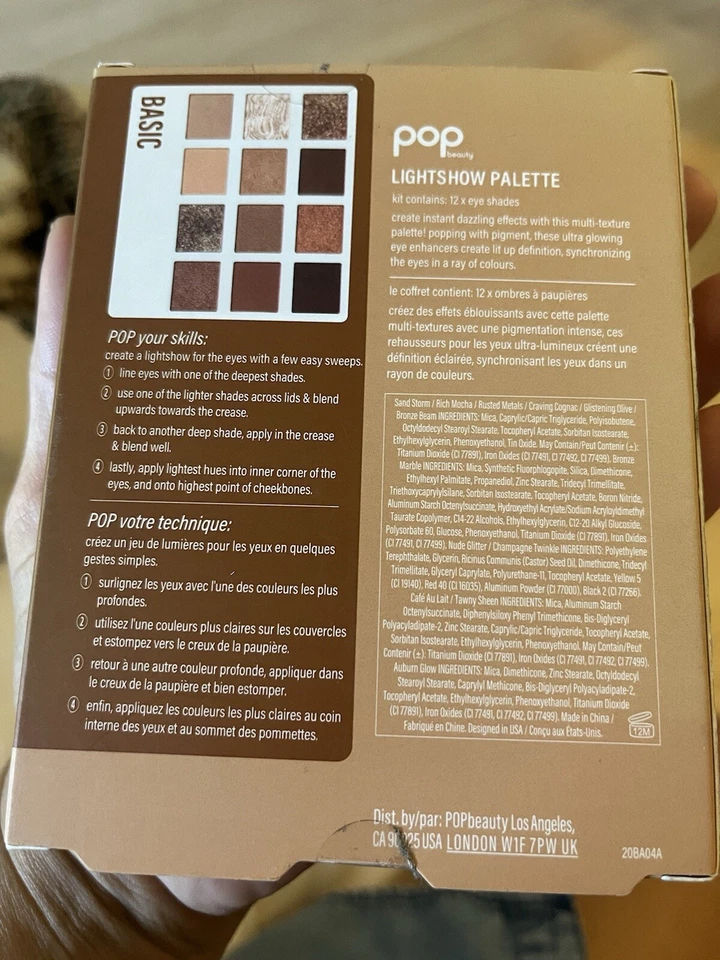 BASIC
POP your skills:
create a lightshow for the eyes with a few easy sweeps.
1 line eyes with one of the deepest shades.
2 use one of the lighter shades across lids & blend
upwards towards the crease.
3 back to another deep shade, apply in the crease
& blend well.
4 lastly, apply lightest hues into inner corner of the
eyes, and onto highest point of cheekbones.
POP votre technique:
créez un jeu de lumières pour les yeux en quelques
gestes simples.
1 surlignez les yeux avec l'une des couleurs les plus
profondes.
2 utilisez l'une couleurs plus claires sur les couvercles
et estompez vers le creux de la paupière.
3 retour à une autre couleur profonde, appliquer dans
le creux de la paupière et bien estomper.
4 enfin, appliquez les couleurs les plus claires au coin
interne des yeux et au sommet des pommettes.
pop
beauty
LIGHTSHOW PALETTE
kit contains: 12 x eye shades
create instant dazzling effects with this multi-texture
palette! popping with pigment, these ultra glowing
eye enhancers create lit up definition, synchronizing
the eyes in a ray of colours.
le coffret contient: 12 x ombres à paupières
créez des effets éblouissants avec cette palette
multi-textures avec une pigmentation intense, ces
rehausseurs pour les yeux ultra-lumineux créent une
définition éclairée, synchronisant les yeux dans un
rayon de couleurs.
Sand Storm / Rich Mocha / Rusted Metals / Craving Cognac / Glistening Olive /
Bronze Beam INGREDIENTS: Mica, Caprylic/Capric Triglyceride, Polyisobutene,
Octyldodecyl Stearoyl Stearate, Tocopheryl Acetate, Sorbitan Isostearate,
Ethylhexylglycerin, Phenoxyethanol, Tin Oxide. May Contain/Peut Contenir (±):
Titanium Dioxide (CI 77891), Iron Oxides (CI 77491, CI 77492, CI 77499). Bronze
Marble INGREDIENTS: Mica, Synthetic Fluorphlogopite, Silica, Dimethicone,
Ethylhexyl Palmitate, Propanediol, Zinc Stearate, Tridecyl Trimellitate,
Triethoxycaprylylsilane, Sorbitan Isostearate, Tocopheryl Acetate, Boron Nitride,
Aluminum Starch Octenylsuccinate, Hydroxyethyl Acrylate/Sodium Acryloyldimethyl
Taurate Copolymer, C14-22 Alcohols, Ethylhexylglycerin, C12-20 Alkyl Glucoside,
Polysorbate 60, Glucose, Phenoxyethanol, Titanium Dioxide (CI 77891), Iron Oxides
(CI 77491, CI 77499). Nude Glitter / Champagne Twinkle INGREDIENTS: Polyethylene
Terephthalate, Glycerin, Ricinus Communis (Castor) Seed Oil, Dimethicone, Tridecyl
Trimellitate, Glyceryl Caprylate, Polyurethane-11, Tocopheryl Acetate, Yellow 5
(CI 19140), Red 40 (CI 16035), Aluminum Powder (CI 77000), Black 2 (CI 77266).
Café Au Lait / Tawny Sheen INGREDIENTS: Mica, Aluminum Starch
Octenylsuccinate, Diphenylsiloxy Phenyl Trimethicone, Bis-Diglyceryl
Polyacyladipate-2, Zinc Stearate, Caprylic/Capric Triglyceride, Tocopheryl Acetate,
Sorbitan Isostearate, Ethylhexylglycerin, Phenoxyethanol. May Contain/Peut
Contenir (±): Titanium Dioxide (CI 77891), Iron Oxides (CI 77491, CI 77492, CI 77499).
Auburn Glow INGREDIENTS: Mica, Dimethicone, Zinc Stearate, Octyldodecyl
Stearoyl Stearate, Caprylyl Methicone, Bis-Diglyceryl Polyacyladipate-2,
Tocopheryl Acetate, Ethylhexylglycerin, Phenoxyethanol, Titanium Dioxide
(CI 77891), Iron Oxides (CI 77491, CI 77492, CI 77499). Made in China /
Fabriqué en Chine. Designed in USA / Conçu aux États-Unis.
12M
Dist. by/par: POPbeauty Los Angeles,
CA 90025 USA LONDON W1F 7PW UK
20BA04A